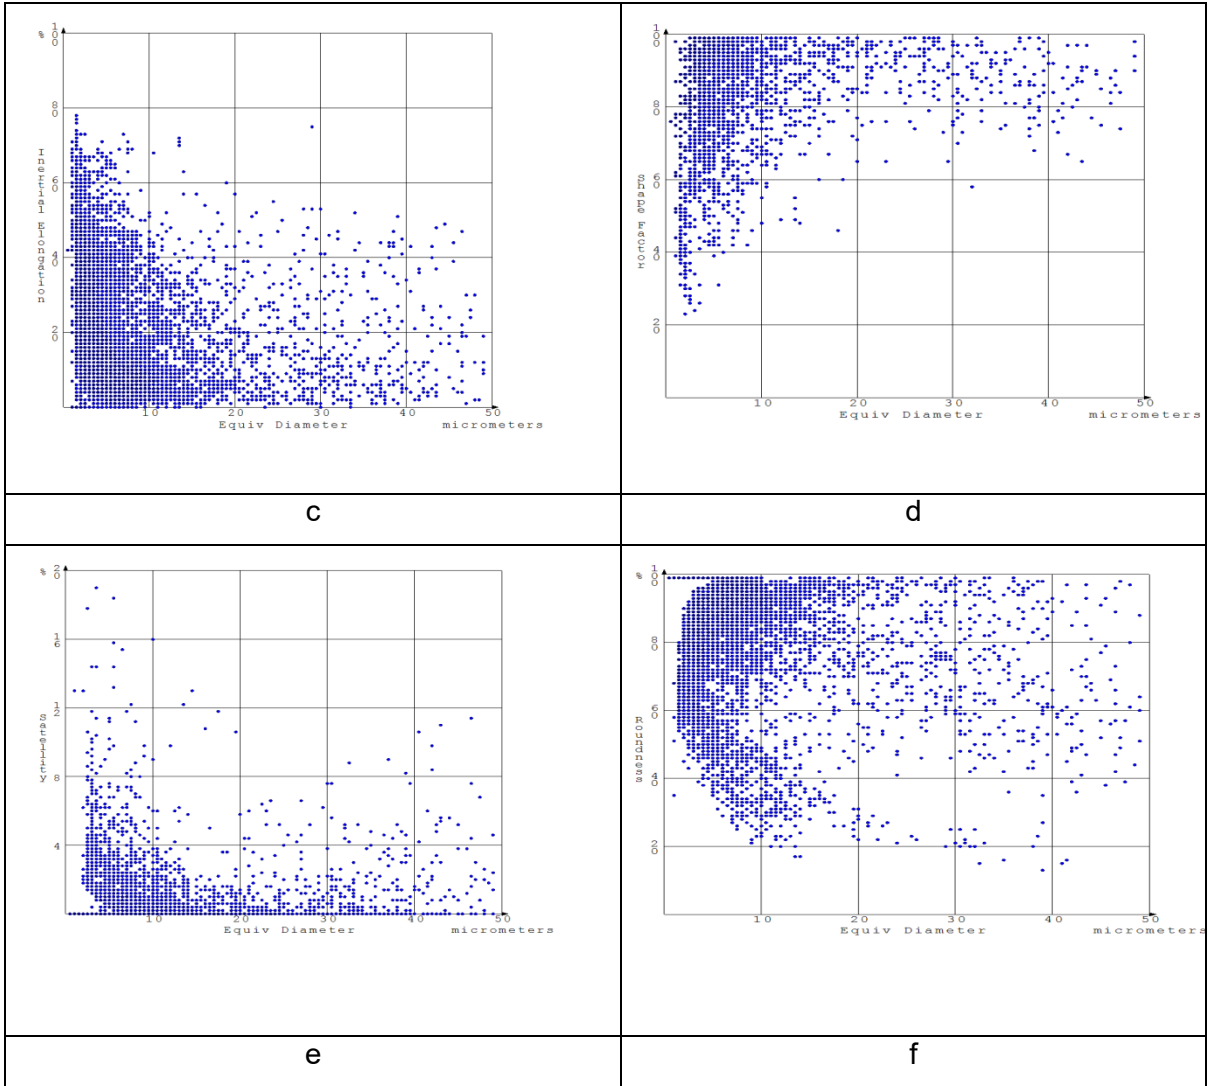 % 100
80
Inertial Elongation
60
40
20
10 20 30 40 50
Equiv Diameter micrometers
100
80
60
Shape Factor
40
20
10 20 30 40 50
Equiv Diameter micrometers
c
d
% 20
16
12
Satellity
8
4
10 20 30 40 50
Equiv Diameter micrometers
% 100
80
60
Roundness
40
20
10 20 30 40 50
Equiv Diameter micrometers
e
f